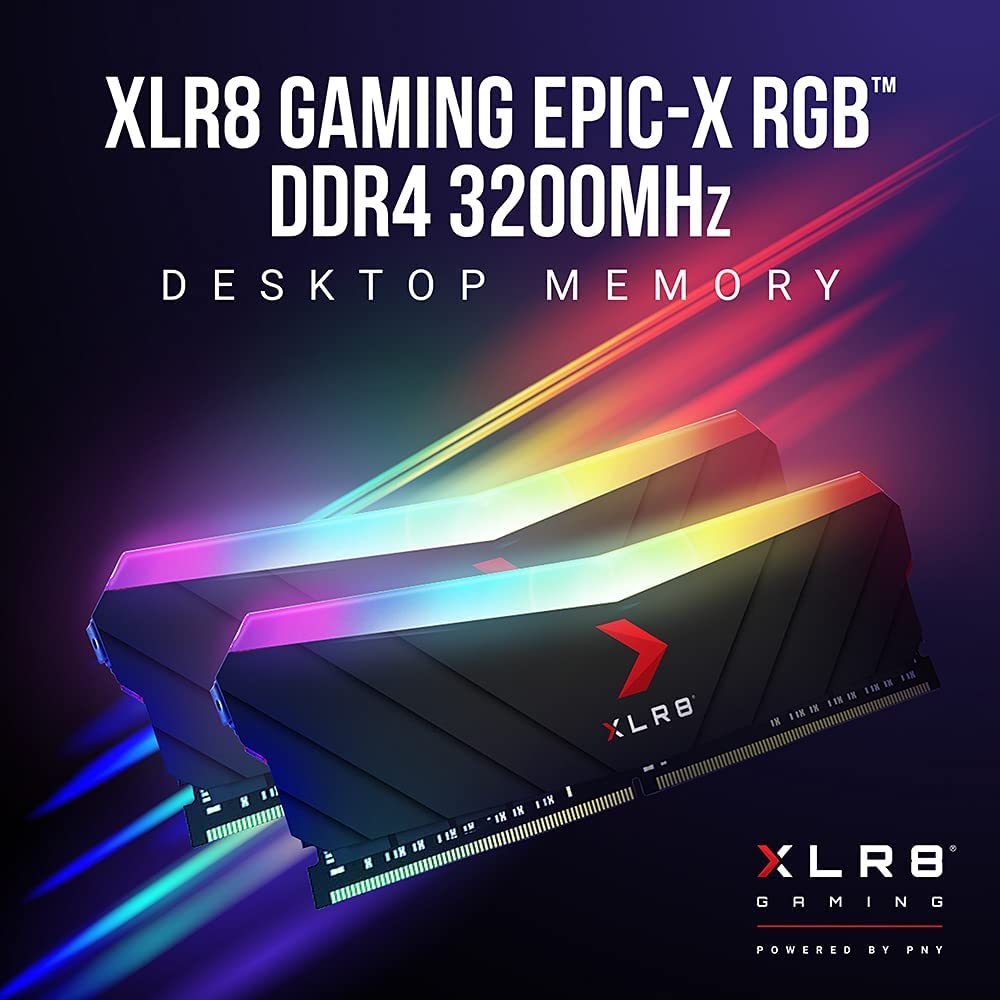 XLR8 GAMING EPIC-X RGB™
DDR4 3200MHz
DESKTOP MEMORY
XLR8
XLR8®
GAMING
POWERED BY PNY